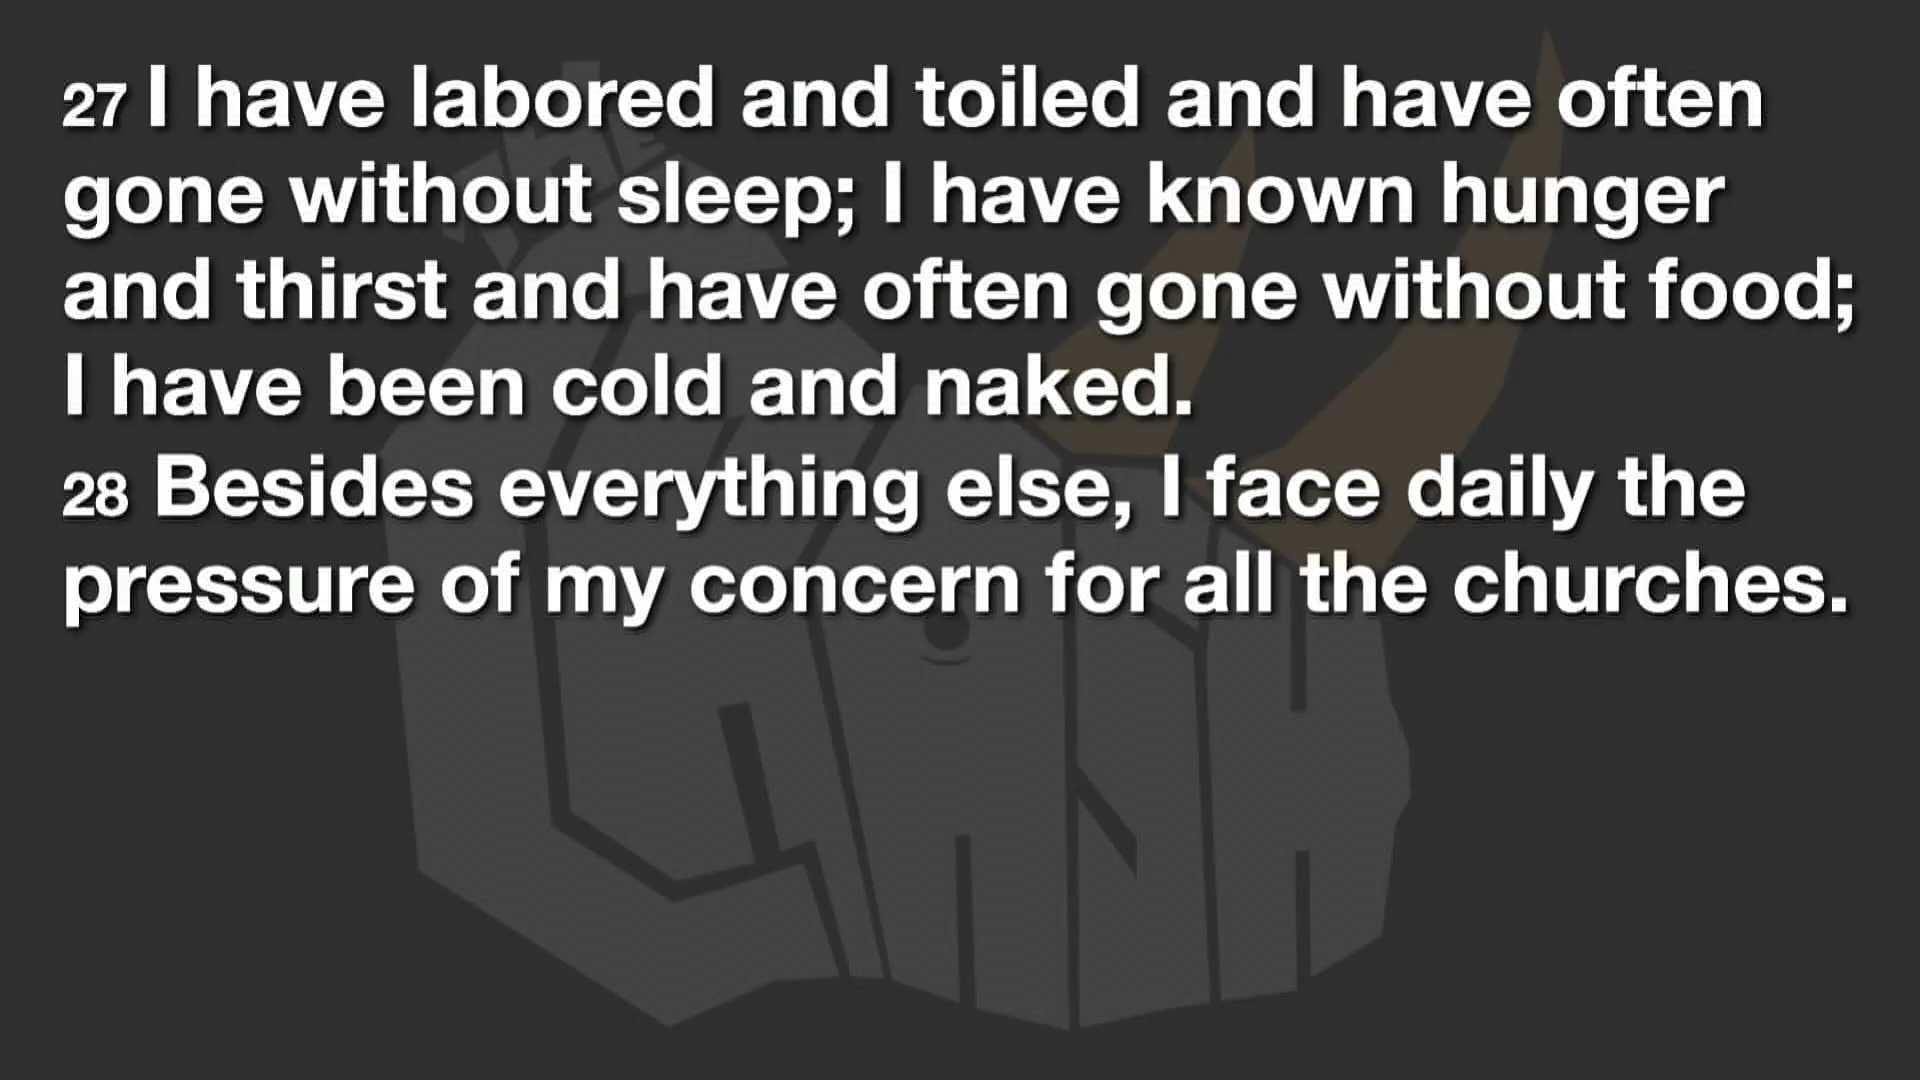 27 I have labored and toiled and have often
gone without sleep; I have known hunger
and thirst and have often gone without food;
I have been cold and naked.
28 Besides everything else, I face daily the
pressure of my concern for all the churches.
THE
CRASH